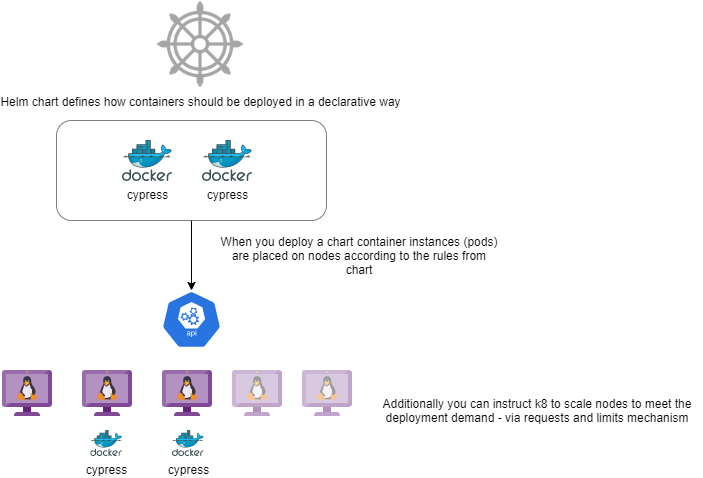 Helm chart defines how containers should be deployed in a declarative way
docker docker
cypress cypress
When you deploy a chart container instances (pods)
are placed on nodes according to the rules from
chart
api
Additionally you can instruct k8 to scale nodes to meet the
deployment demand - via requests and limits mechanism
docker docker
cypress cypress